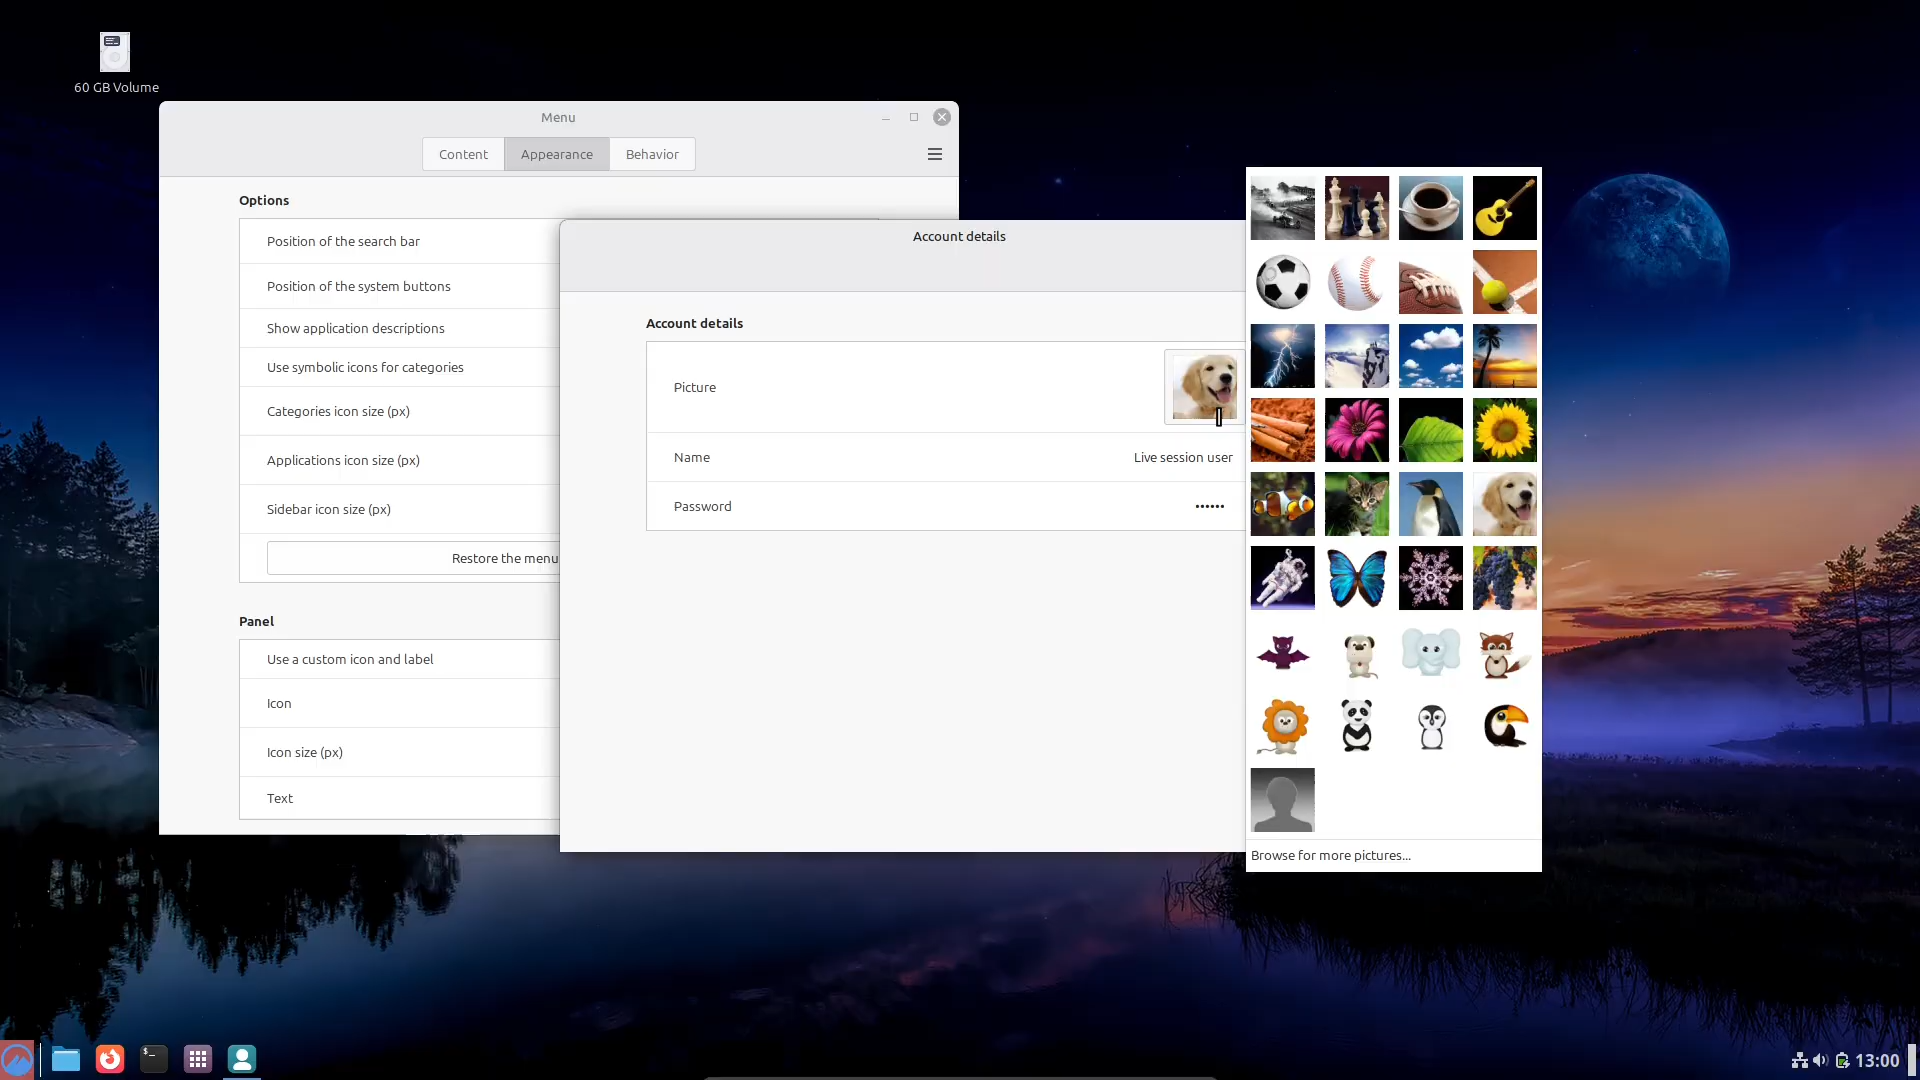 60 GB Volume
Menu
Content
Appearance
Behavior
Options
Position of the search bar
Position of the system buttons
Show application descriptions
Use symbolic icons for categories
Categories icon size (px)
Applications icon size (px)
Sidebar icon size (px)
Restore the menu
Panel
Use a custom icon and label
Icon
Icon size (px)
Text
Account details
Account details
Picture
Name
Live session user
Password
••••••
Browse for more pictures...
$_
13:00